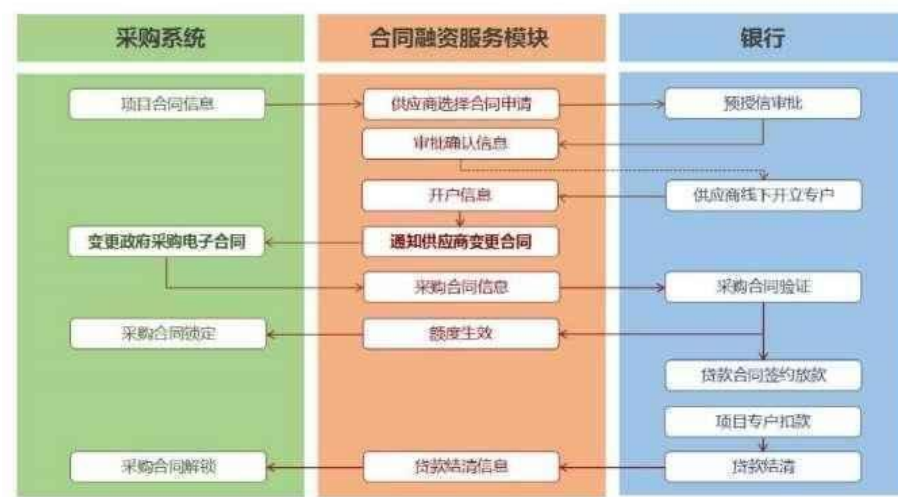 采购系统
合同融资服务模块
银行
项目合同信息
供应商选择合同申请
预授信审批
审批确认信息
开户信息
供应商线下开立专户
变更政府采购电子合同
通知供应商变更合同
采购合同信息
采购合同验证
采购合同锁定
额度生效
贷款合同签约放款
项目专户扣款
采购合同解锁
贷款结清信息
贷款结清